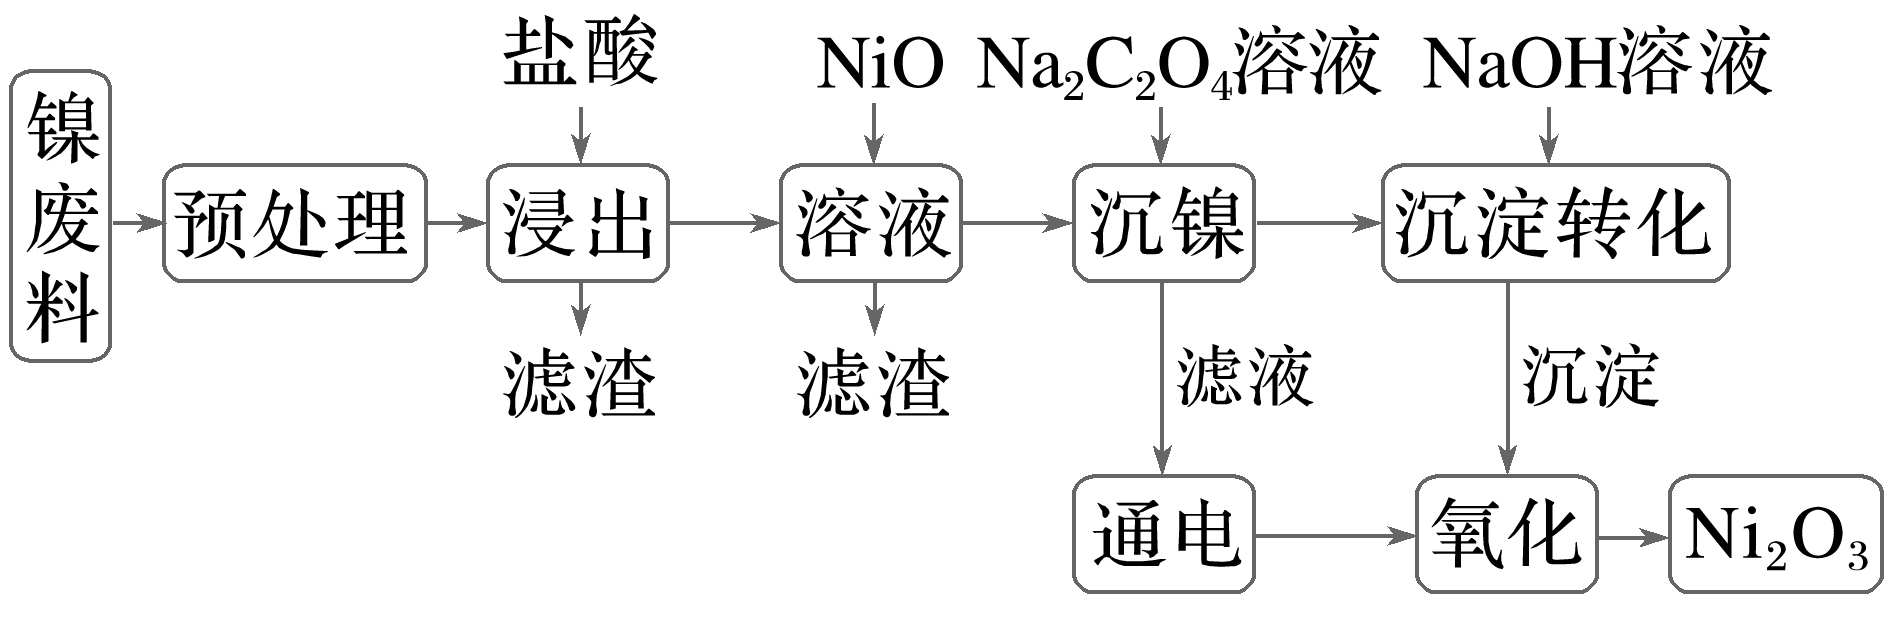 盐酸
NiO
Na₂C₂O₄溶液
NaOH溶液
镍废料
预处理
浸出
溶液
沉镍
沉淀转化
滤渣
滤渣
滤液
沉淀
通电
氧化
Ni₂O₃